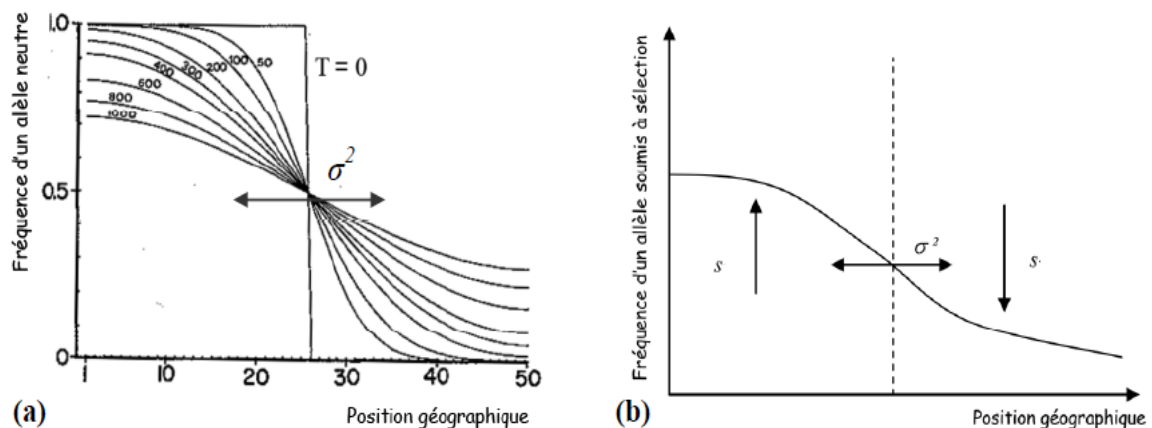 Fréquence d'un alèle neutre
1.0
0.5
0
1
10
20
30
40
50
400
300
200
100
50
600
800
1000
T = 0
σ²
Position géographique
(a)
Fréquence d'un allèle soumis à sélection
s
σ²
s.
Position géographique
(b)